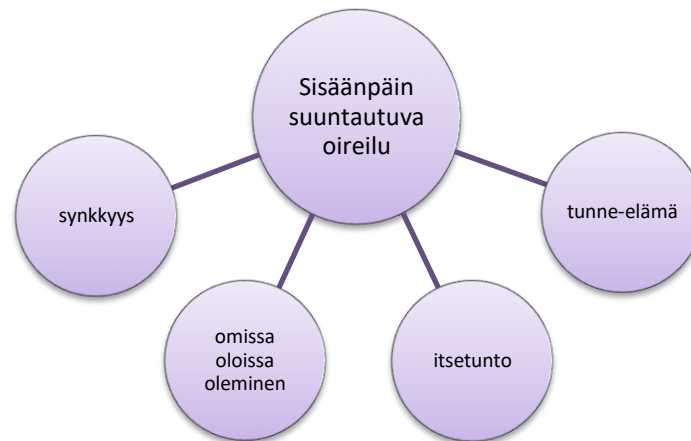 Sisäänpäin
suuntautuva
oireilu
synkkyys
omissa
oloissa
oleminen
itsetunto
tunne-elämä